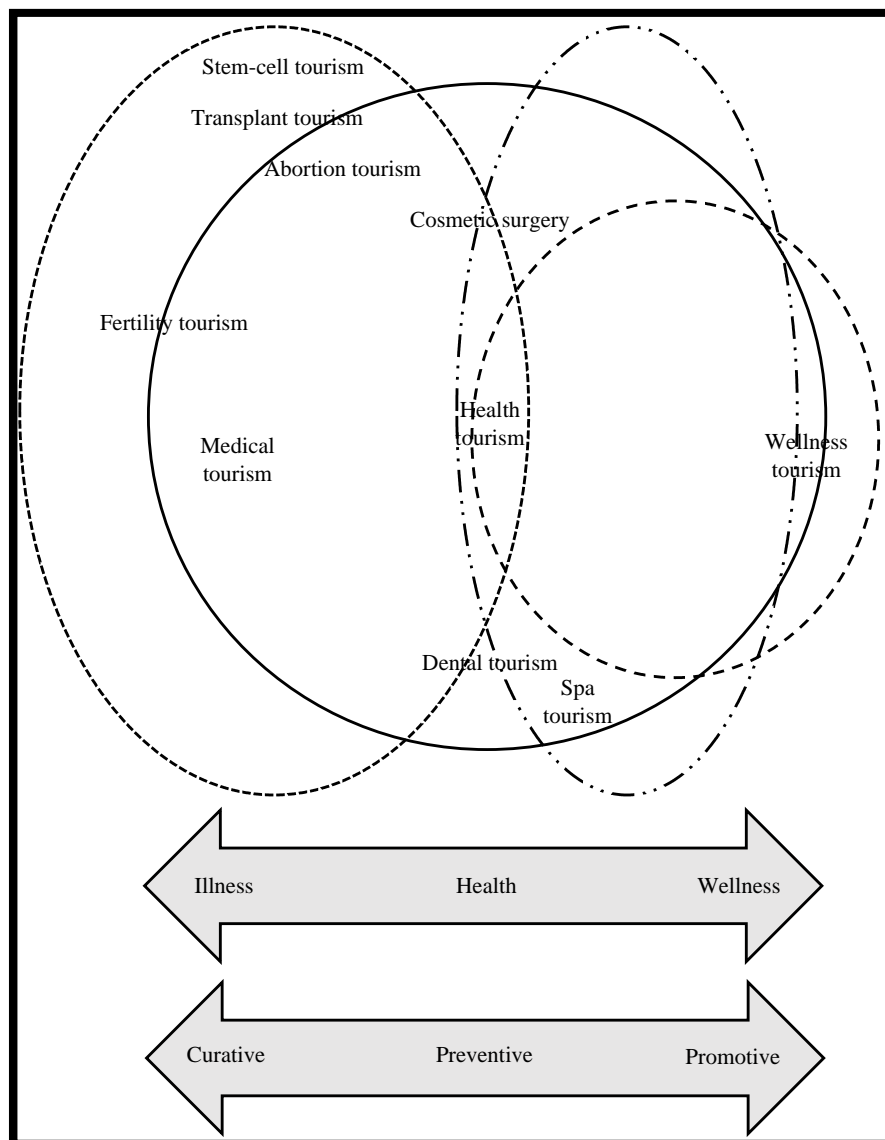 Stem-cell tourism
Transplant tourism
Abortion tourism
Cosmetic surgery
Fertility tourism
Health
tourism
Medical
tourism
Wellness
tourism
Dental tourism
Spa
tourism
Illness
Health
Wellness
Curative
Preventive
Promotive